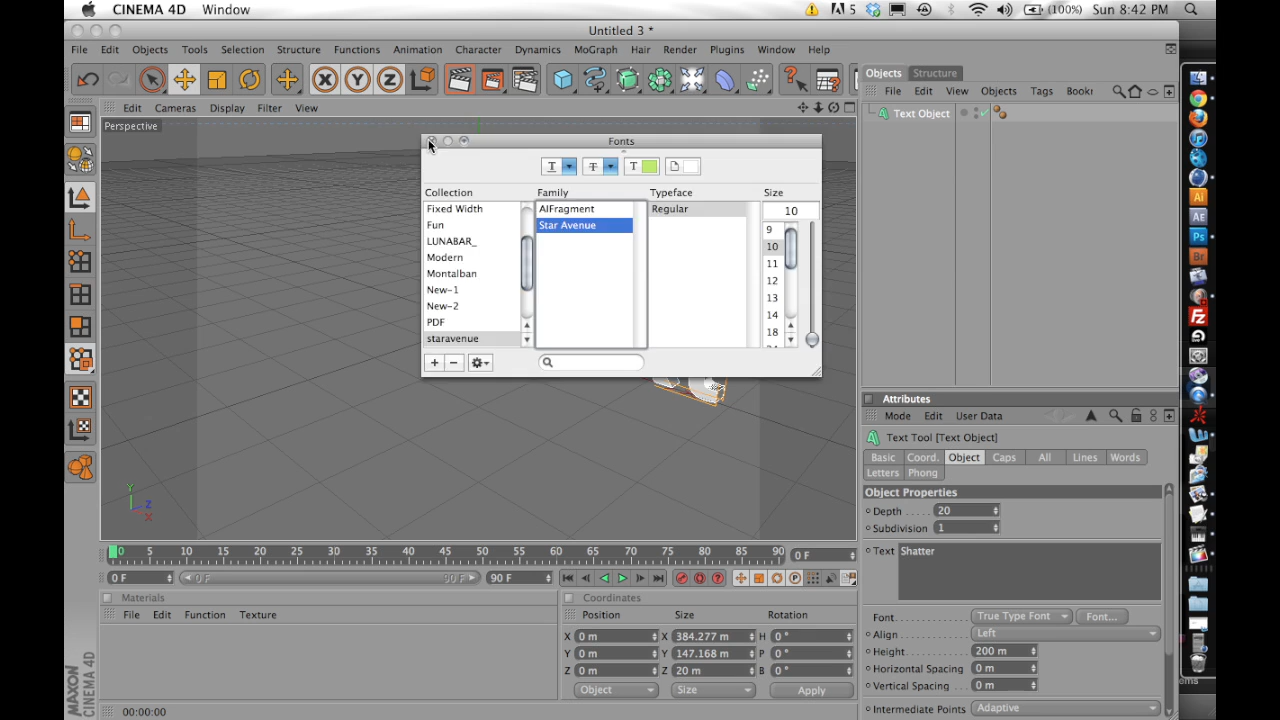 CINEMA 4D Window
5 (100%) Sun 8:42 PM
Untitled 3 *
File Edit Objects Tools Selection Structure Functions Animation Simulation Character Dynamics MoGraph Hair Render Plugins Window Help
X Y Z
Edit Cameras Display Filter View
Perspective
Fonts
T T T
Collection Family Typeface Size
Fixed Width AlFragment Regular 10
Fun Star Avenue 9
LUNABAR_ 10
Modern 11
Montalban 12
New-1 13
New-2 14
PDF 18
staravenue
+ −
Y Z X
Objects Structure
File Edit View Objects Tags
Text Object
Attributes
Mode Edit User Data
Text Tool [Text Object]
Basic Coord. Object Caps All Lines Words
Letters Phong
Object Properties
Depth 20
Subdivision 1
Text Shatter
Font True Type Font Font...
Align Left
Height 200 m
Horizontal Spacing 0 m
Vertical Spacing 0 m
Intermediate Points Adaptive
0 5 10 15 20 25 30 35 40 45 50 55 60 65 70 75 80 85 90 0 F
0 F 0 F 90 F 90 F
Materials
File Edit Function Texture
Coordinates
Position Size Rotation
X 0 m X 384.277 m H 0 °
Y 0 m Y 147.168 m P 0 °
Z 0 m Z 20 m B 0 °
Object Size Apply
MAXON
CINEMA 4D
00:00:00
Ai
Ae
Ps
Br
Fz